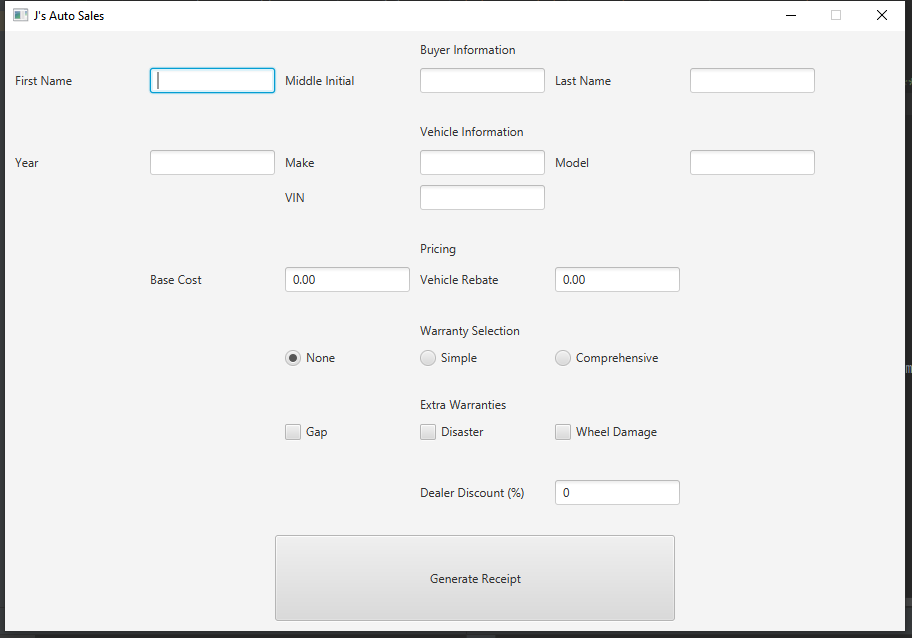 J's Auto Sales
Buyer Information
First Name Middle Initial Last Name
Vehicle Information
Year Make Model
VIN
Pricing
Base Cost 0.00 Vehicle Rebate 0.00
Warranty Selection
None Simple Comprehensive
Extra Warranties
Gap Disaster Wheel Damage
Dealer Discount (%) 0
Generate Receipt